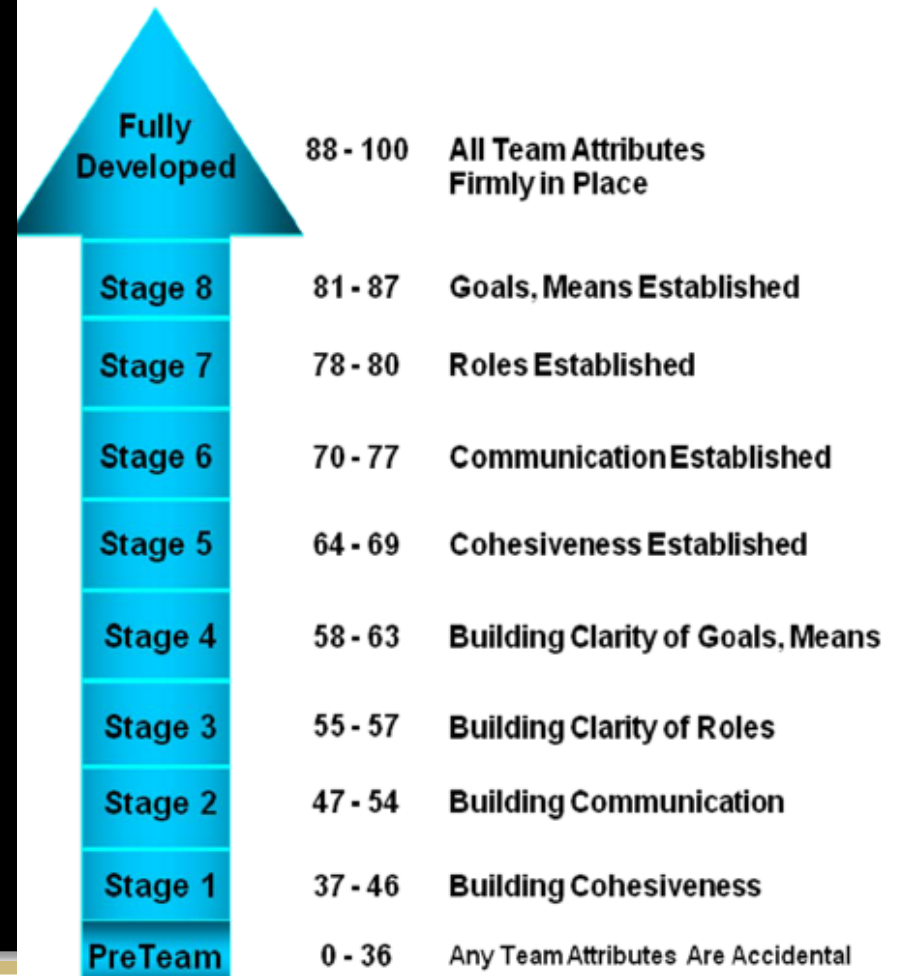 Fully
Developed
88 - 100
All Team Attributes
Firmly in Place
Stage 8 81 - 87 Goals, Means Established
Stage 7 78 - 80 Roles Established
Stage 6 70 - 77 Communication Established
Stage 5 64 - 69 Cohesiveness Established
Stage 4 58 - 63 Building Clarity of Goals, Means
Stage 3 55 - 57 Building Clarity of Roles
Stage 2 47 - 54 Building Communication
Stage 1 37 - 46 Building Cohesiveness
PreTeam 0 - 36 Any Team Attributes Are Accidental